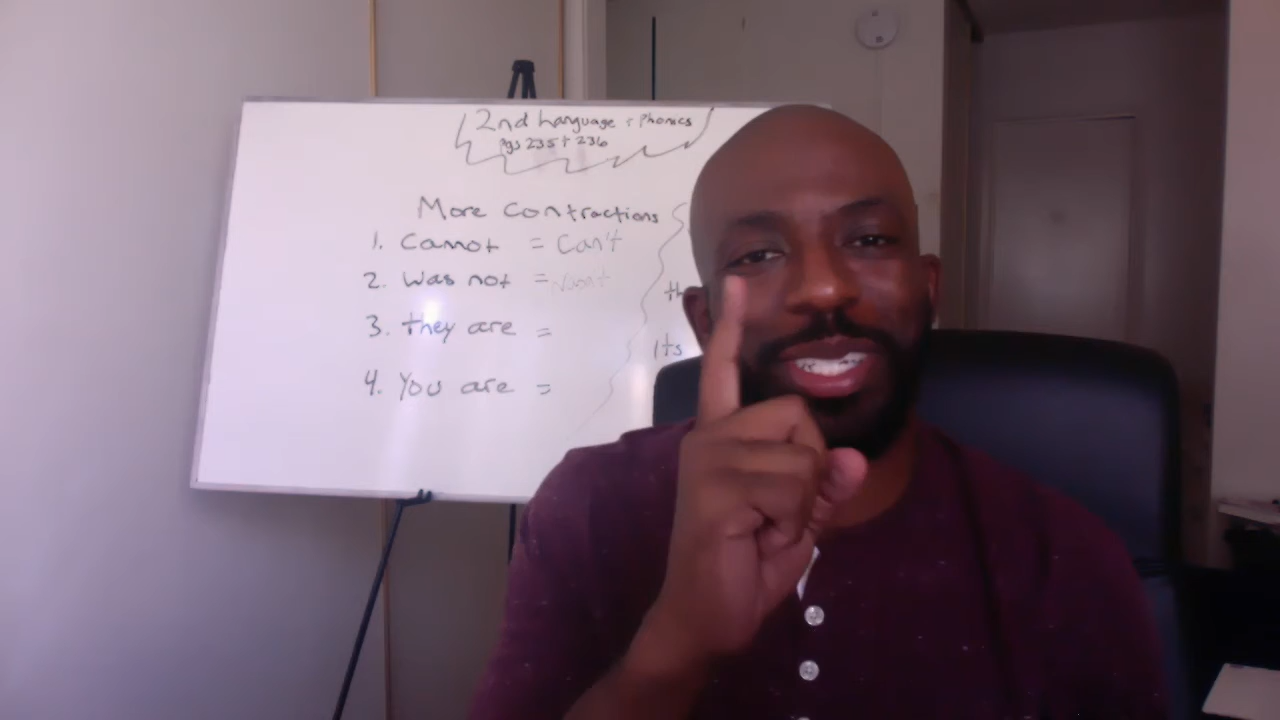 2nd Language + Phonics
Pgs 235 + 236
More Contractions
1. Cannot = Can't
2. Was not = Wasn't
3. they are =
4. You are =
th
Its